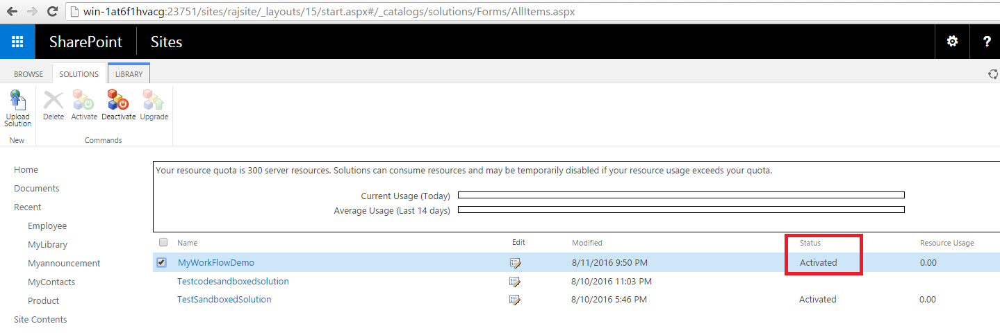 win-1at6f1hvacg:23751/sites/rajsite/_layouts/15/start.aspx#/_catalogs/solutions/Forms/AllItems.aspx
SharePoint Sites ?
BROWSE SOLUTIONS LIBRARY
Upload Solution Delete Activate Deactivate Upgrade
New Commands
Home
Documents
Recent
Employee
MyLibrary
Myannouncement
MyContacts
Product
Site Contents
Your resource quota is 300 server resources. Solutions can consume resources and may be temporarily disabled if your resource usage exceeds your quota.
Current Usage (Today)
Average Usage (Last 14 days)
Name Edit Modified Status Resource Usage
MyWorkFlowDemo 8/11/2016 9:50 PM Activated 0.00
Testcodesandboxedsolution 8/10/2016 11:03 PM
TestSandboxedSolution 8/10/2016 5:46 PM Activated 0.00